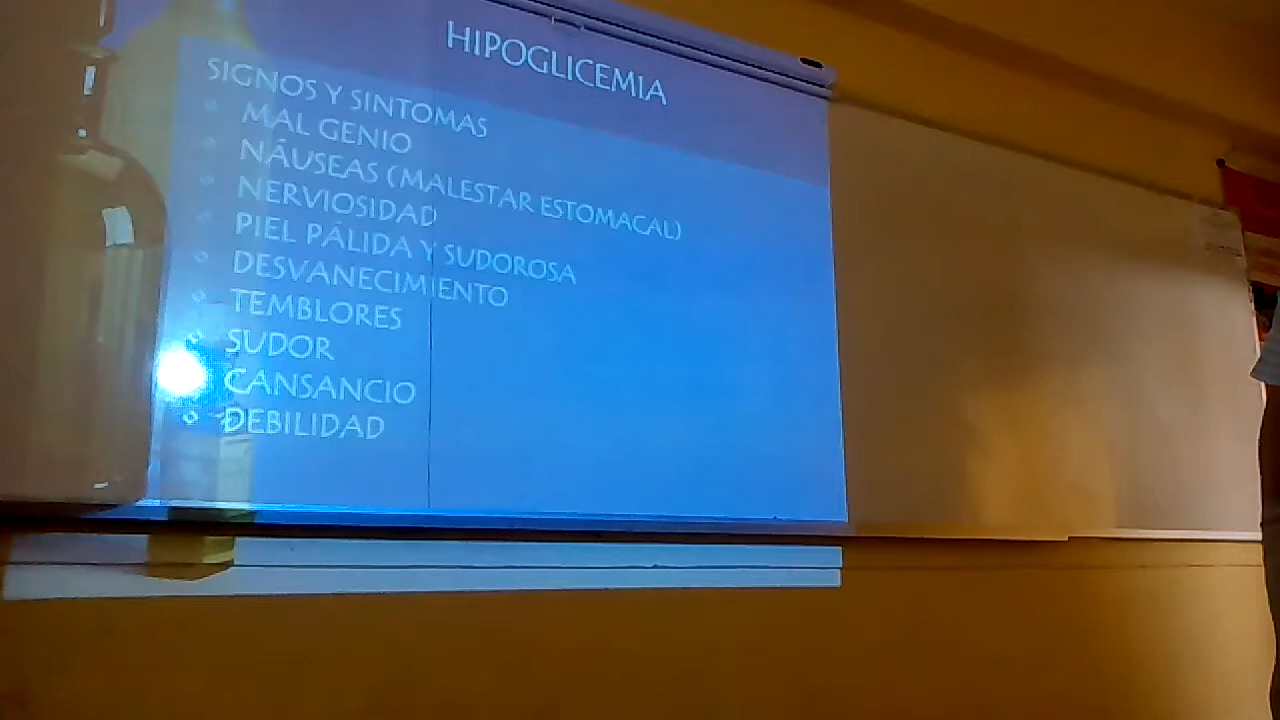 HIPOGLICEMIA
SIGNOS Y SINTOMAS
MAL GENIO
NÁUSEAS (MALESTAR ESTOMACAL)
NERVIOSIDAD
PIEL PÁLIDA Y SUDOROSA
DESVANECIMIENTO
TEMBLORES
SUDOR
CANSANCIO
DEBILIDAD